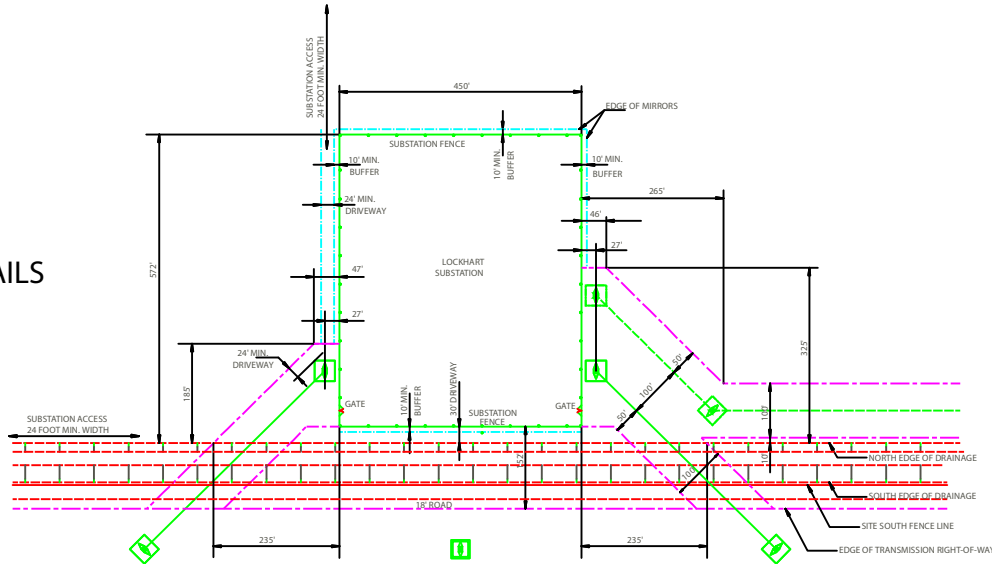 SUBSTATION ACCESS
24 FOOT MIN. WIDTH
450'
EDGE OF MIRRORS
SUBSTATION FENCE
10' MIN.
BUFFER
10' MIN.
BUFFER
10' MIN.
BUFFER
24' MIN.
DRIVEWAY
265'
46'
27'
AILS
572'
LOCKHART
SUBSTATION
47'
27'
325'
24' MIN.
DRIVEWAY
185'
50'
100'
50'
GATE
10' MIN.
BUFFER
30' DRIVEWAY
SUBSTATION
FENCE
GATE
100'
SUBSTATION ACCESS
24 FOOT MIN. WIDTH
10'
152'
100'
NORTH EDGE OF DRAINAGE
SOUTH EDGE OF DRAINAGE
18' ROAD
SITE SOUTH FENCE LINE
235'
235'
EDGE OF TRANSMISSION RIGHT-OF-WAY